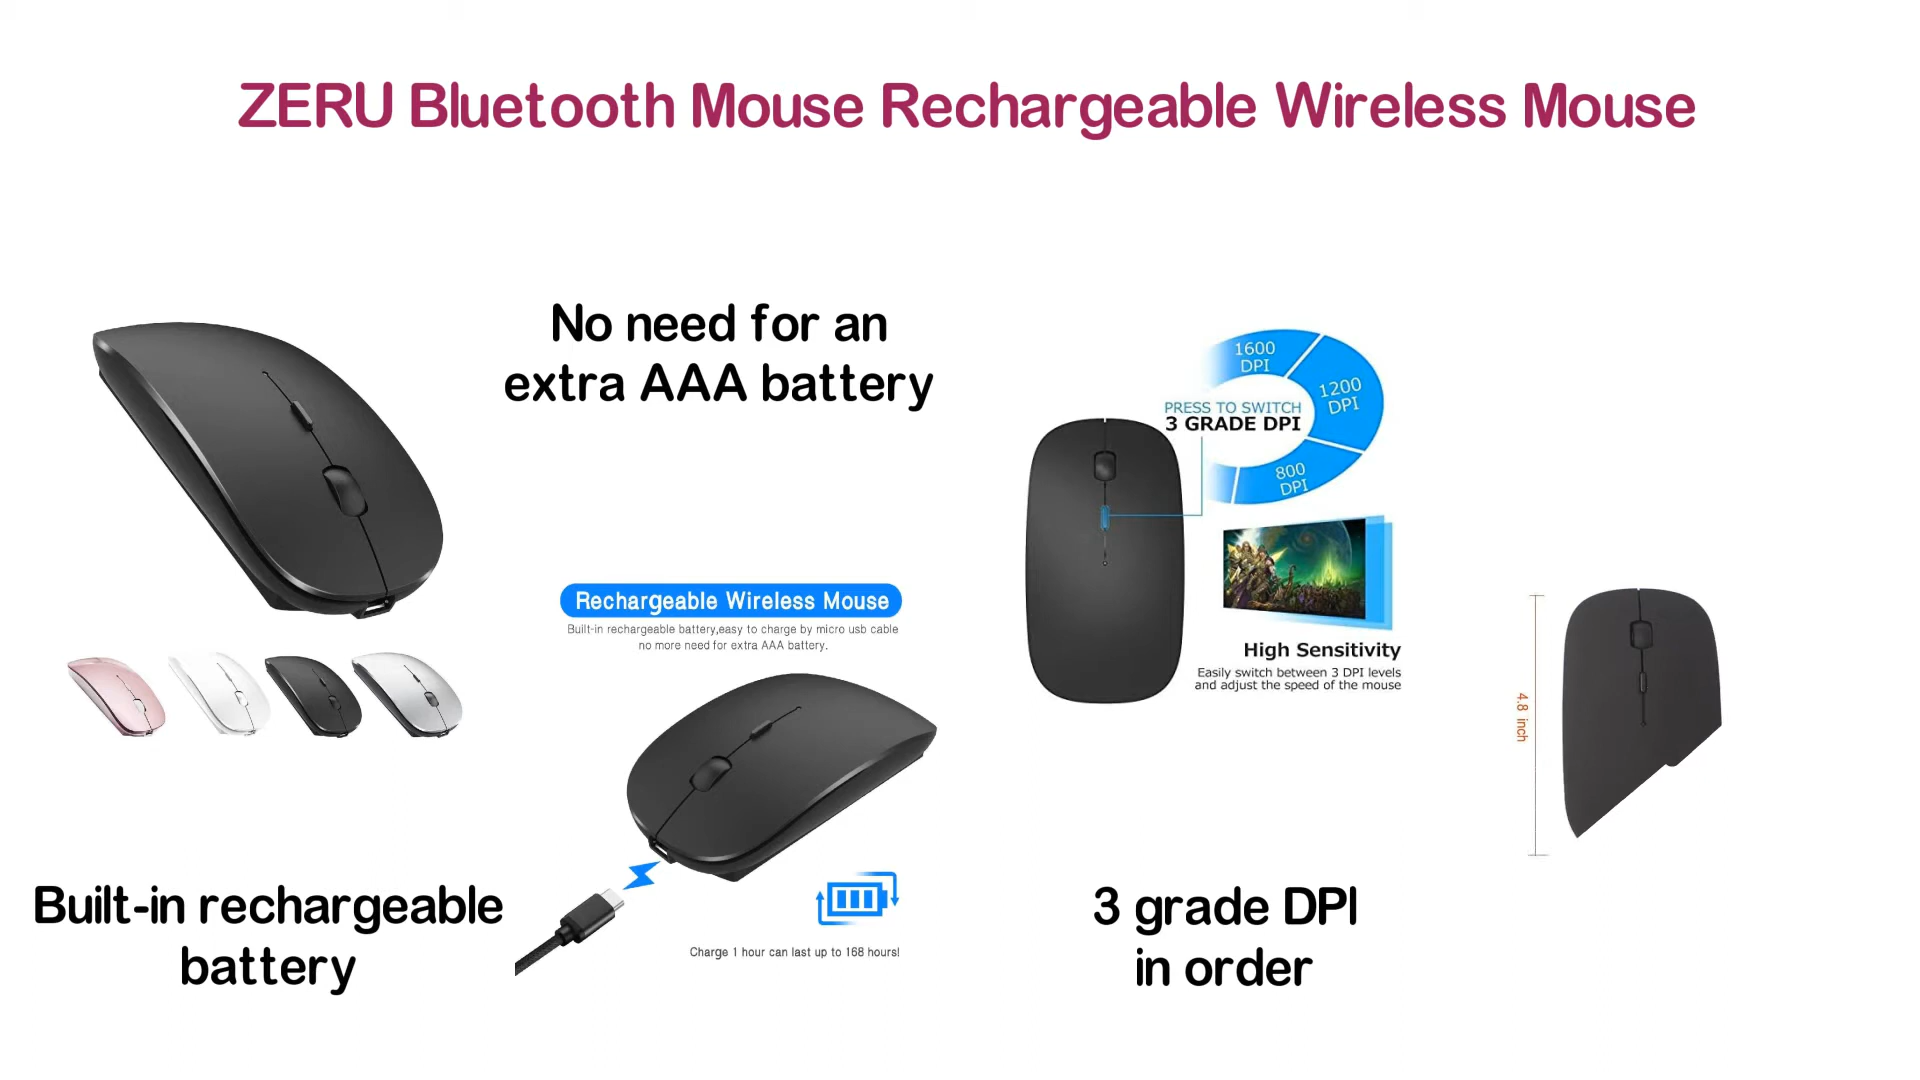 ZERU Bluetooth Mouse Rechargeable Wireless Mouse
No need for an
extra AAA battery
Built-in rechargeable
battery
Rechargeable Wireless Mouse
Built-in rechargeable battery,easy to charge by micro usb cable
no more need for extra AAA battery.
Charge 1 hour can last up to 168 hours!
1600
DPI
1200
DPI
800
DPI
PRESS TO SWITCH
3 GRADE DPI
High Sensitivity
Easily switch between 3 DPI levels
and adjust the speed of the mouse
3 grade DPI
in order
4.8 inch